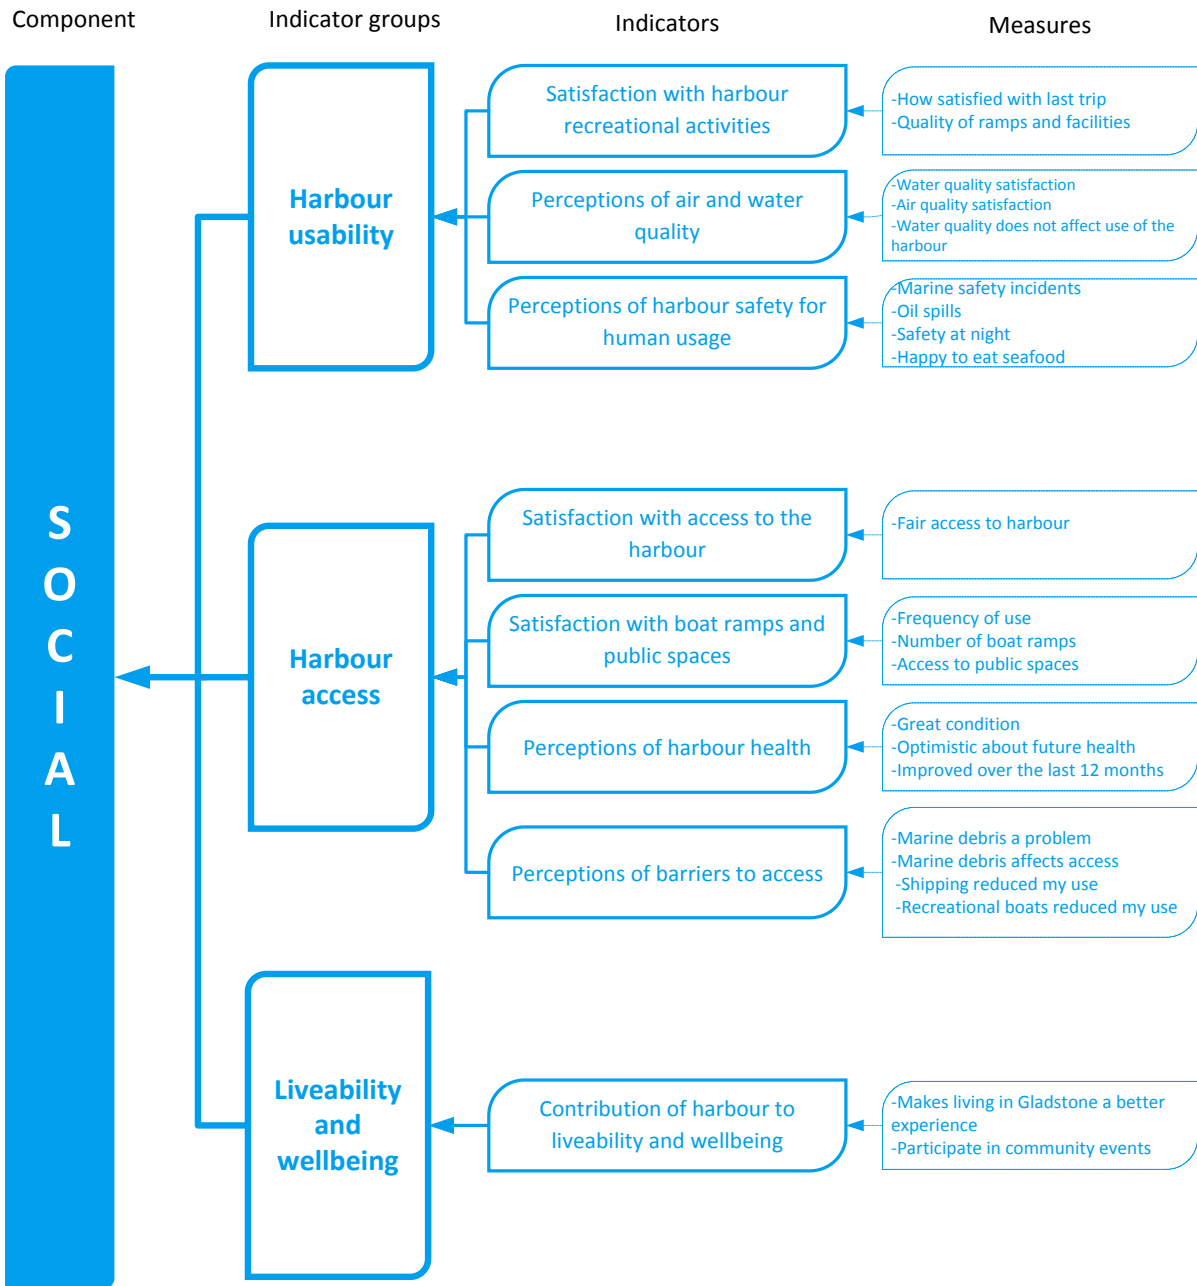 Component
Indicator groups
Indicators
Measures
S
O
C
I
A
L
Harbour
usability
Satisfaction with harbour
recreational activities
-How satisfied with last trip
-Quality of ramps and facilities
Perceptions of air and water
quality
-Water quality satisfaction
-Air quality satisfaction
-Water quality does not affect use of the
harbour
Perceptions of harbour safety for
human usage
-Marine safety incidents
-Oil spills
-Safety at night
-Happy to eat seafood
Harbour
access
Satisfaction with access to the
harbour
-Fair access to harbour
Satisfaction with boat ramps and
public spaces
-Frequency of use
-Number of boat ramps
-Access to public spaces
Perceptions of harbour health
-Great condition
-Optimistic about future health
-Improved over the last 12 months
Perceptions of barriers to access
-Marine debris a problem
-Marine debris affects access
-Shipping reduced my use
-Recreational boats reduced my use
Liveability
and
wellbeing
Contribution of harbour to
liveability and wellbeing
-Makes living in Gladstone a better
experience
-Participate in community events